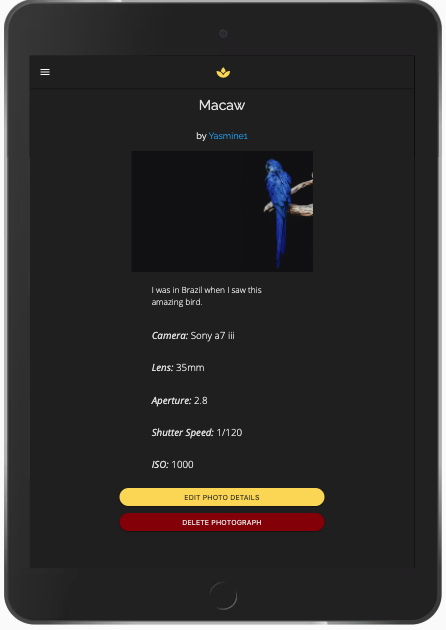 Macaw
by Yasmine1
I was in Brazil when I saw this
amazing bird.
Camera: Sony a7 iii
Lens: 35mm
Aperture: 2.8
Shutter Speed: 1/120
ISO: 1000
EDIT PHOTO DETAILS
DELETE PHOTOGRAPH